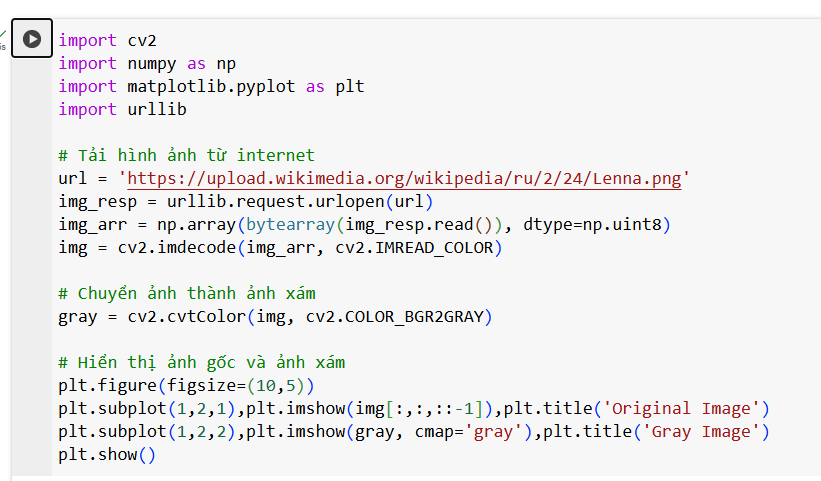 import cv2
import numpy as np
import matplotlib.pyplot as plt
import urllib
# Tải hình ảnh từ internet
url = 'https://upload.wikimedia.org/wikipedia/ru/2/24/Lenna.png'
img_resp = urllib.request.urlopen(url)
img_arr = np.array(bytearray(img_resp.read()), dtype=np.uint8)
img = cv2.imdecode(img_arr, cv2.IMREAD_COLOR)
# Chuyển ảnh thành ảnh xám
gray = cv2.cvtColor(img, cv2.COLOR_BGR2GRAY)
# Hiển thị ảnh gốc và ảnh xám
plt.figure(figsize=(10,5))
plt.subplot(1,2,1),plt.imshow(img[:,:,::-1]),plt.title('Original Image')
plt.subplot(1,2,2),plt.imshow(gray, cmap='gray'),plt.title('Gray Image')
plt.show()